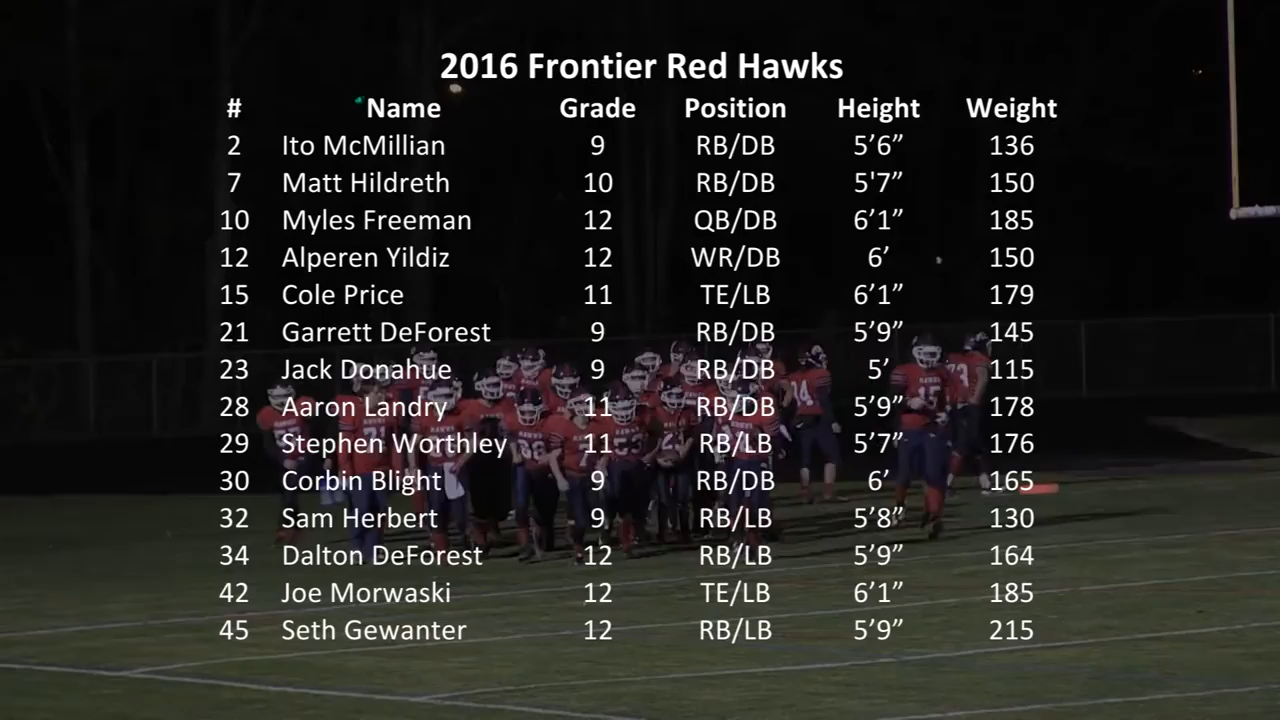 2016 Frontier Red Hawks
# Name Grade Position Height Weight
2 Ito McMillian 9 RB/DB 5’6” 136
7 Matt Hildreth 10 RB/DB 5'7” 150
10 Myles Freeman 12 QB/DB 6’1” 185
12 Alperen Yildiz 12 WR/DB 6’ 150
15 Cole Price 11 TE/LB 6’1” 179
21 Garrett DeForest 9 RB/DB 5’9” 145
23 Jack Donahue 9 RB/DB 5’ 115
28 Aaron Landry 11 RB/DB 5’9” 178
29 Stephen Worthley 11 RB/LB 5’7” 176
30 Corbin Blight 9 RB/DB 6’ 165
32 Sam Herbert 9 RB/LB 5’8” 130
34 Dalton DeForest 12 RB/LB 5’9” 164
42 Joe Morwaski 12 TE/LB 6’1” 185
45 Seth Gewanter 12 RB/LB 5’9” 215